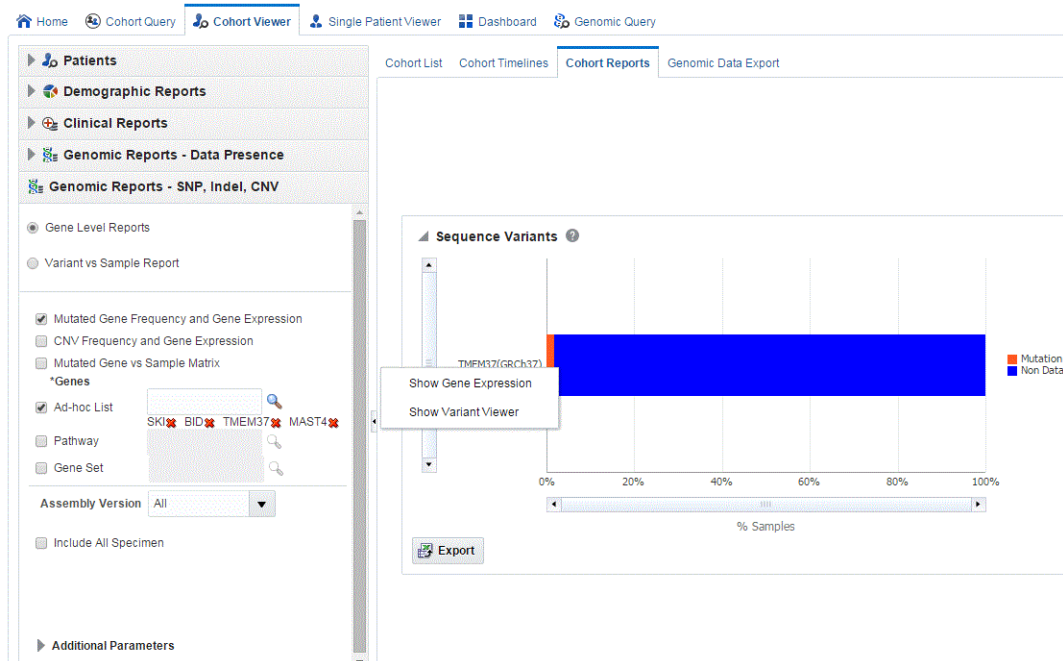 Home Cohort Query Cohort Viewer Single Patient Viewer Dashboard Genomic Query
Patients
Demographic Reports
Clinical Reports
Genomic Reports - Data Presence
Genomic Reports - SNP, Indel, CNV
Gene Level Reports
Variant vs Sample Report
Mutated Gene Frequency and Gene Expression
CNV Frequency and Gene Expression
Mutated Gene vs Sample Matrix
*Genes
Ad-hoc List
SKI BID TMEM37 MAST4
Pathway
Gene Set
Assembly Version All
Include All Specimen
Additional Parameters
Cohort List Cohort Timelines Cohort Reports Genomic Data Export
Sequence Variants ?
TMEM37(GRCh37)
Show Gene Expression
Show Variant Viewer
Mutation
Non Data
0% 20% 40% 60% 80% 100%
% Samples
Export